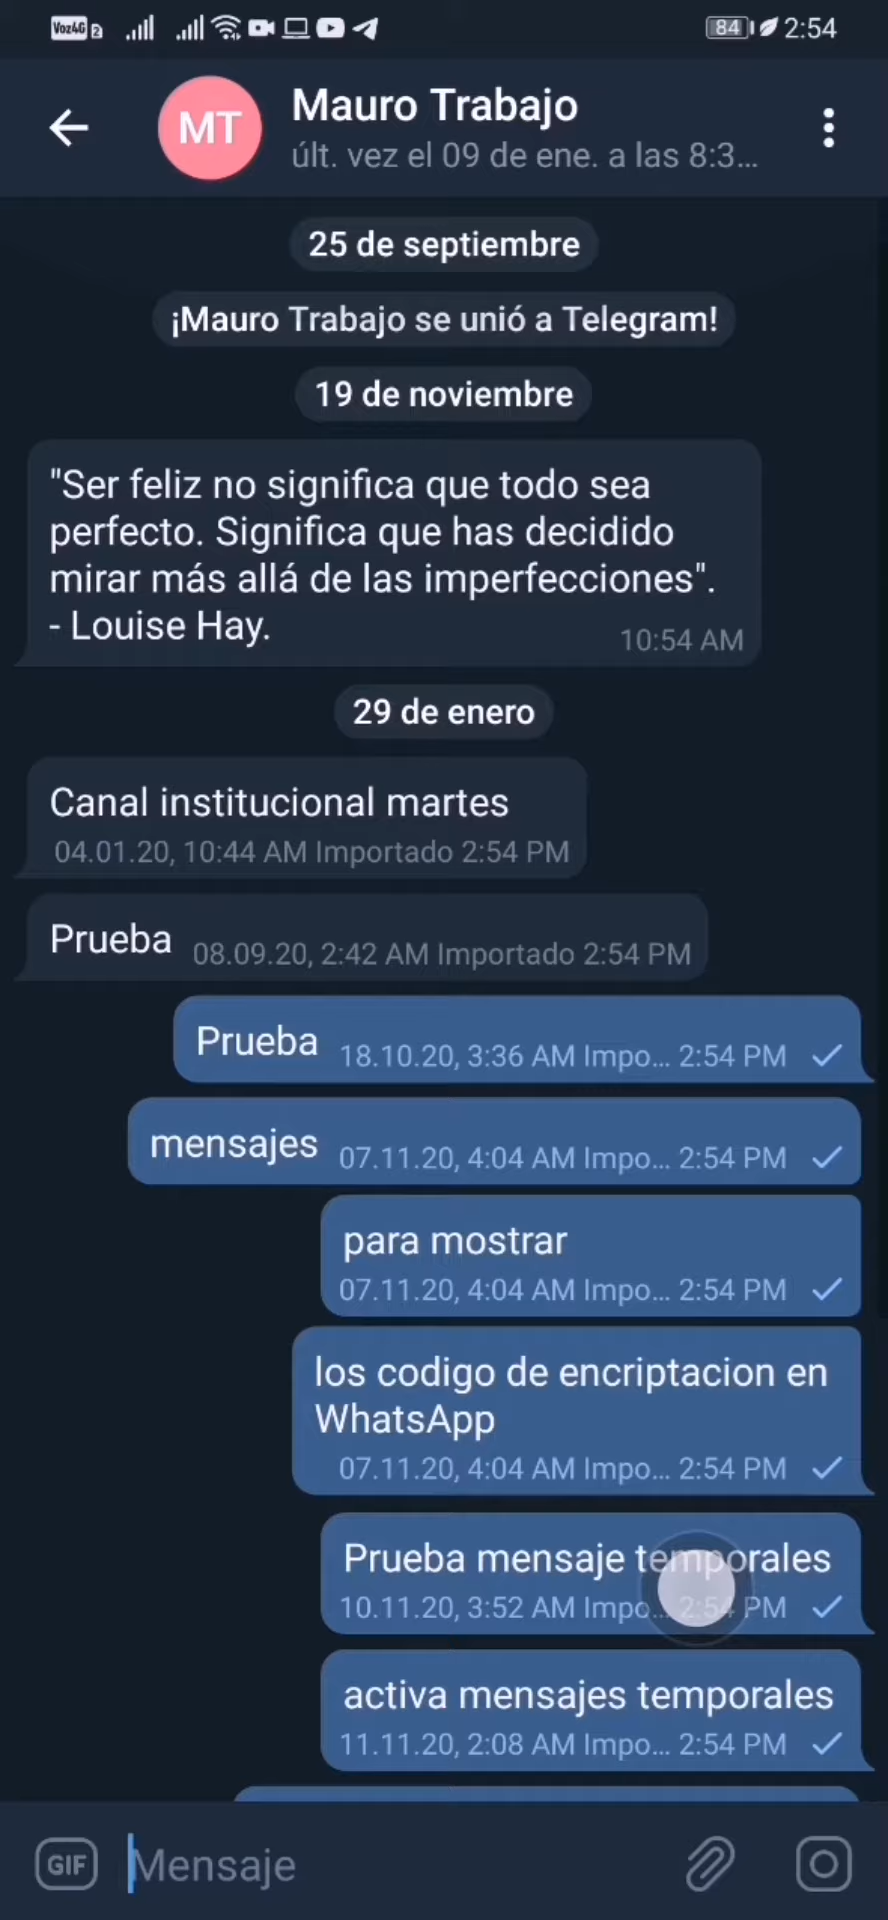 Voz4G 2 84 2:54
MT
Mauro Trabajo
últ. vez el 09 de ene. a las 8:3...
25 de septiembre
¡Mauro Trabajo se unió a Telegram!
19 de noviembre
"Ser feliz no significa que todo sea
perfecto. Significa que has decidido
mirar más allá de las imperfecciones".
- Louise Hay.
10:54 AM
29 de enero
Canal institucional martes
04.01.20, 10:44 AM Importado 2:54 PM
Prueba 08.09.20, 2:42 AM Importado 2:54 PM
Prueba 18.10.20, 3:36 AM Impo... 2:54 PM
mensajes 07.11.20, 4:04 AM Impo... 2:54 PM
para mostrar
07.11.20, 4:04 AM Impo... 2:54 PM
los codigo de encriptacion en
WhatsApp
07.11.20, 4:04 AM Impo... 2:54 PM
Prueba mensaje temporales
10.11.20, 3:52 AM Impo... 2:54 PM
activa mensajes temporales
11.11.20, 2:08 AM Impo... 2:54 PM
GIF Mensaje